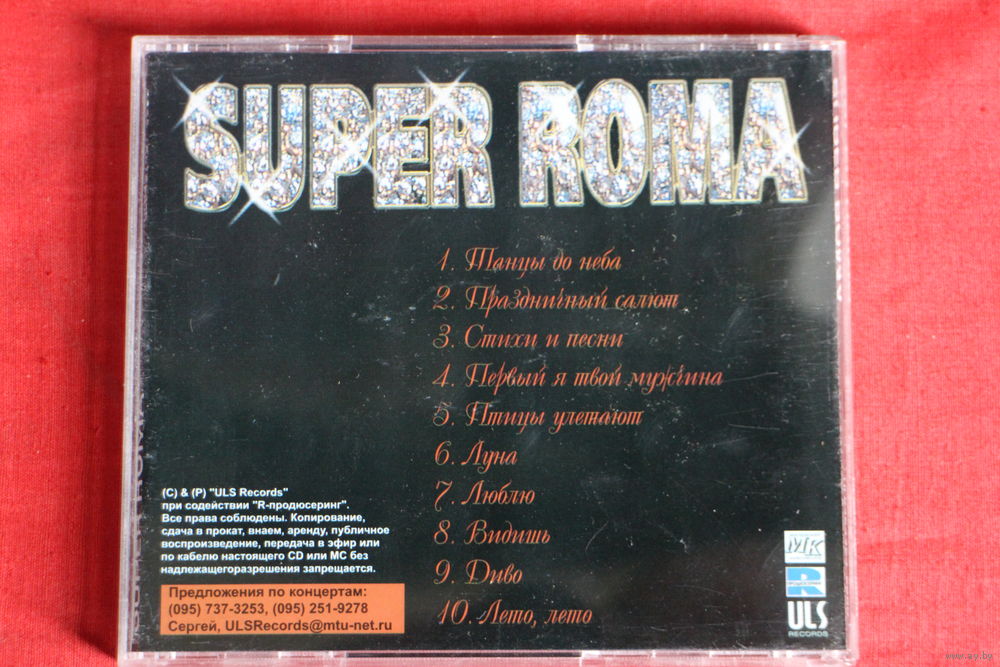 SUPER ROMA
1. Танцы до неба
2. Праздничный салют
3. Стихи и песни
4. Первый я твой мужчина
5. Птицы улетают
6. Луна
7. Люблю
8. Видишь
9. Диво
10. Лето, лето
(C) & (P) "ULS Records"
при содействии "R-продюсеринг".
Все права соблюдены. Копирование,
сдача в прокат, внаем, аренду, публичное
воспроизведение, передача в эфир или
по кабелю настоящего CD или MC без
надлежащегоразрешения запрещается.
Предложения по концертам:
(095) 737-3253, (095) 251-9278
Сергей, ULSRecords@mtu-net.ru
R
ULS
RECORDS
www.ay.by